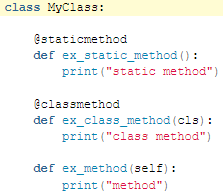 class MyClass:
    @staticmethod
    def ex_static_method():
        print("static method")
    @classmethod
    def ex_class_method(cls):
        print("class method")
    def ex_method(self):
        print("method")